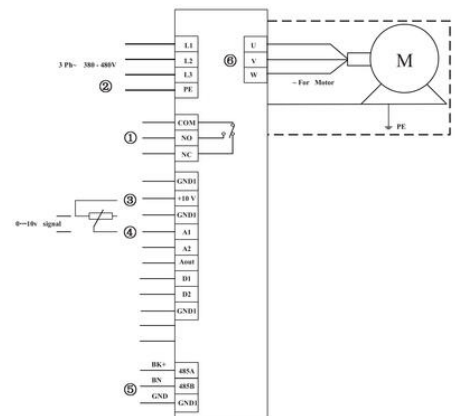 L1
L2
L3
PE
3 Ph~ 380 - 480V
②
COM
NO
NC
①
GND1
+10 V
GND1
A1
A2
Aout
D1
D2
GND1
③
④
0~10v signal
BK+ 485A
BN 485B
GND GND1
⑤
⑥
U
V
W
~ For Motor
M
PE